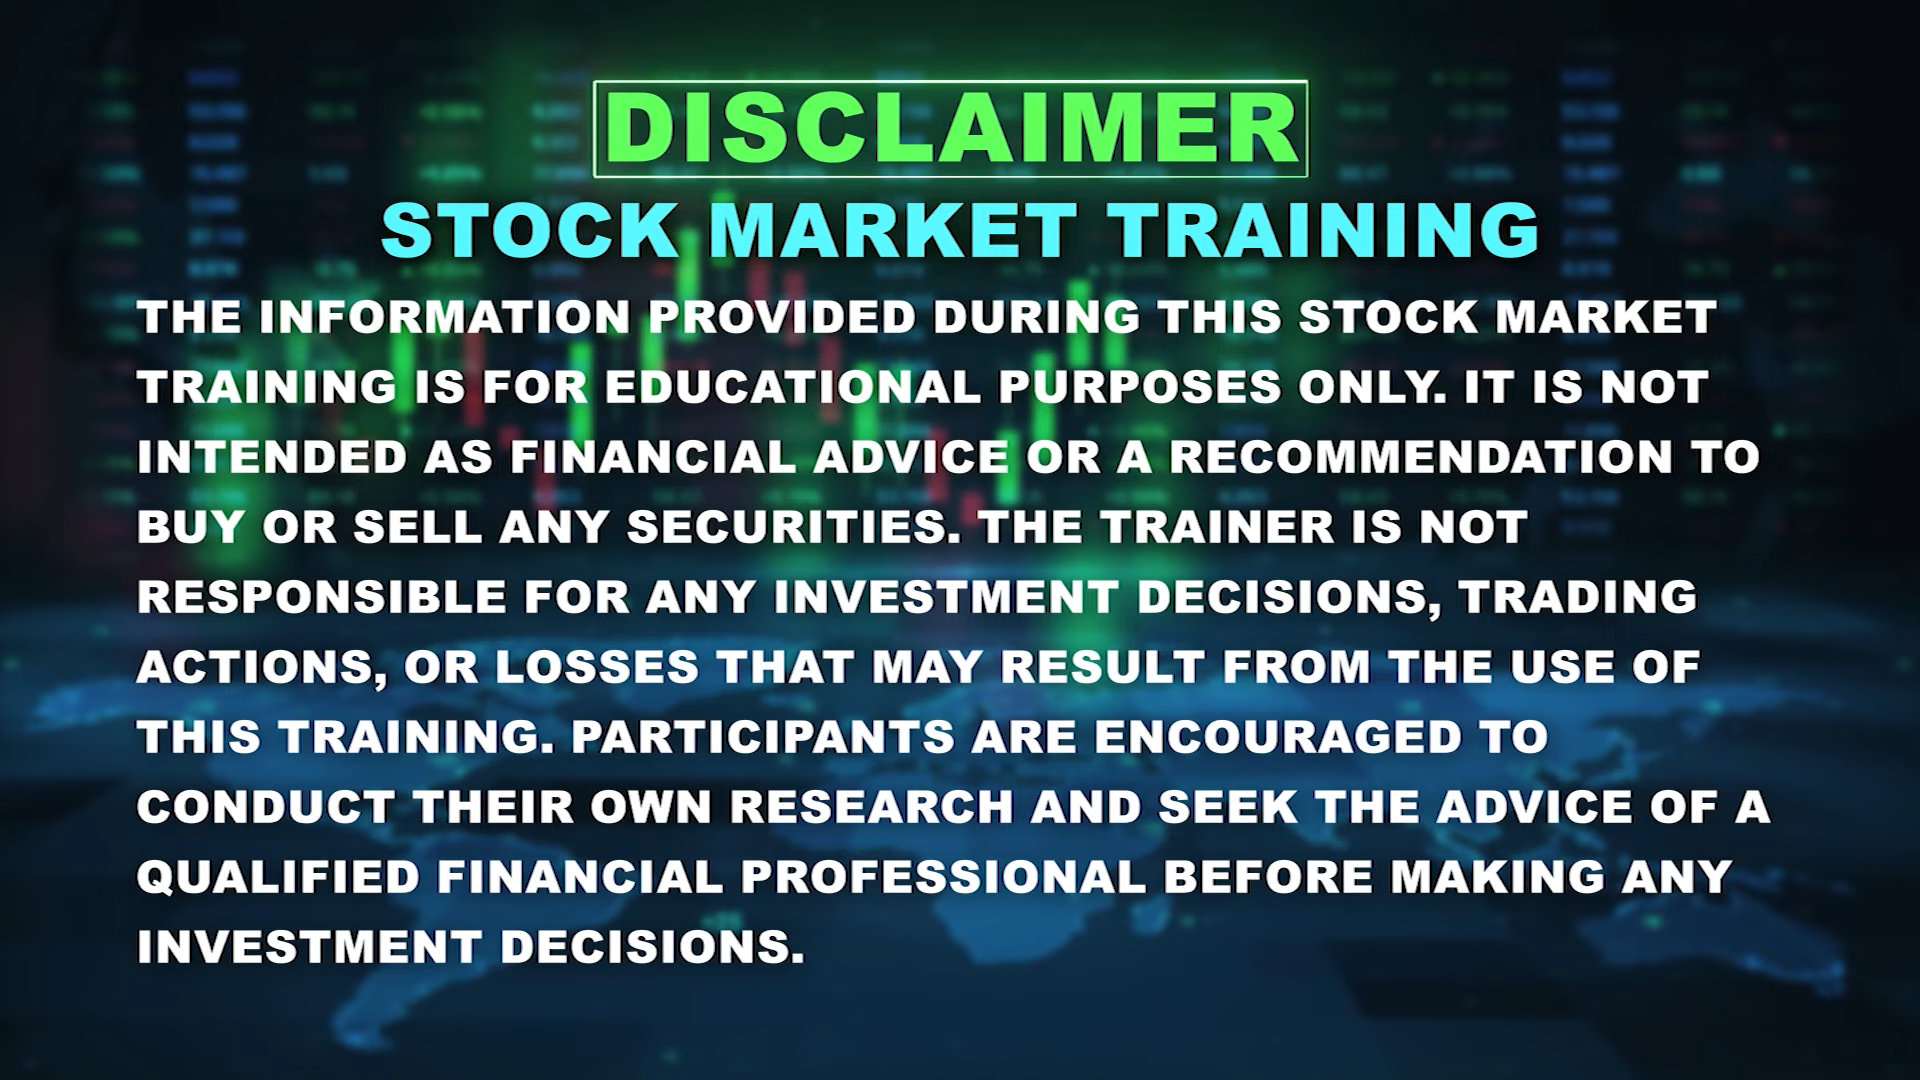 DISCLAIMER
STOCK MARKET TRAINING
THE INFORMATION PROVIDED DURING THIS STOCK MARKET
TRAINING IS FOR EDUCATIONAL PURPOSES ONLY. IT IS NOT
INTENDED AS FINANCIAL ADVICE OR A RECOMMENDATION TO
BUY OR SELL ANY SECURITIES. THE TRAINER IS NOT
RESPONSIBLE FOR ANY INVESTMENT DECISIONS, TRADING
ACTIONS, OR LOSSES THAT MAY RESULT FROM THE USE OF
THIS TRAINING. PARTICIPANTS ARE ENCOURAGED TO
CONDUCT THEIR OWN RESEARCH AND SEEK THE ADVICE OF A
QUALIFIED FINANCIAL PROFESSIONAL BEFORE MAKING ANY
INVESTMENT DECISIONS.